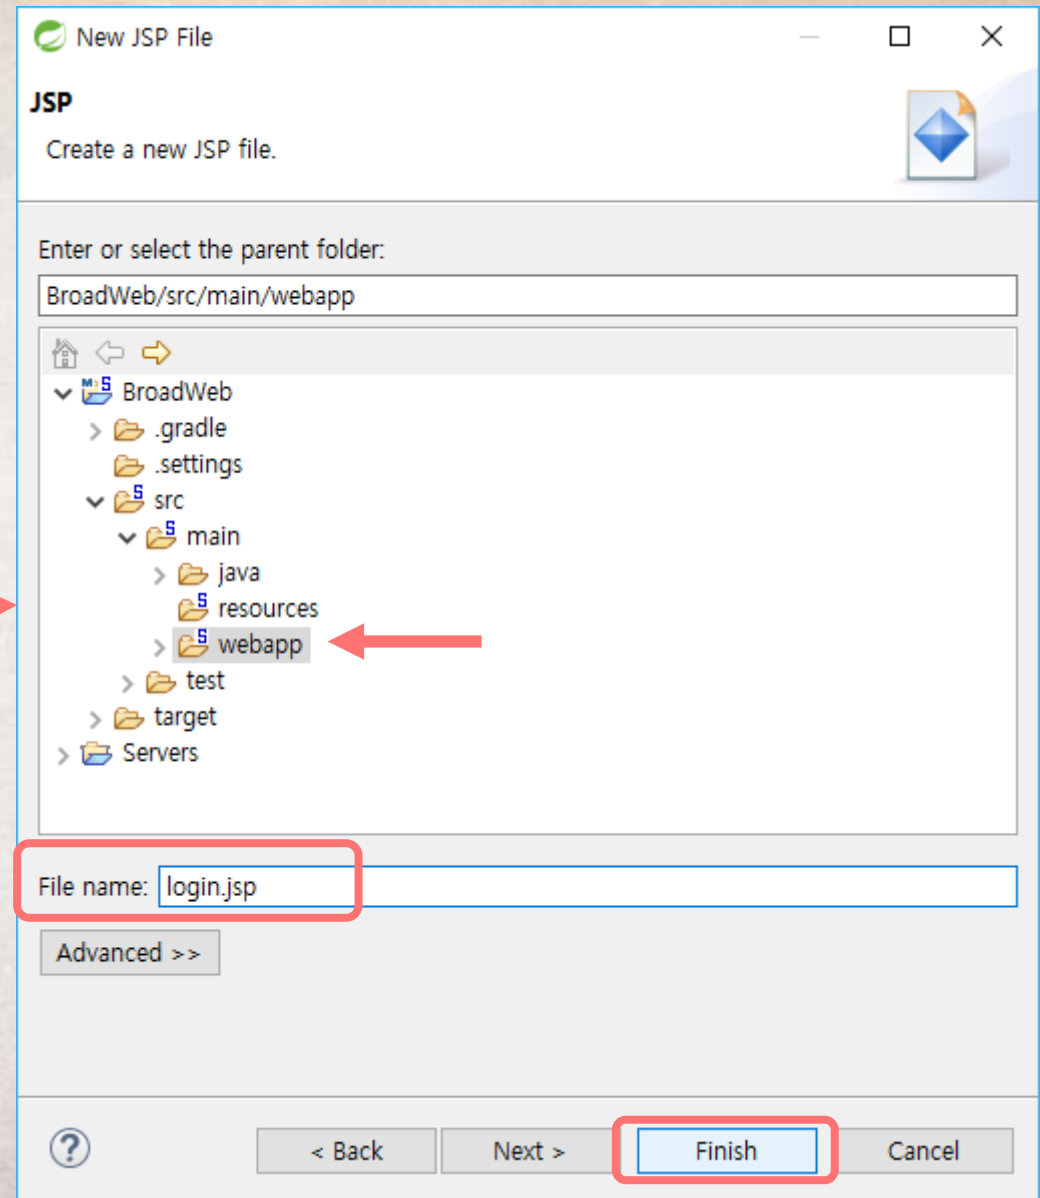 New JSP File
JSP
Create a new JSP file.
Enter or select the parent folder:
BroadWeb/src/main/webapp
BroadWeb
.gradle
.settings
src
main
java
resources
webapp
test
target
Servers
File name: login.jsp
Advanced >>
< Back Next > Finish Cancel